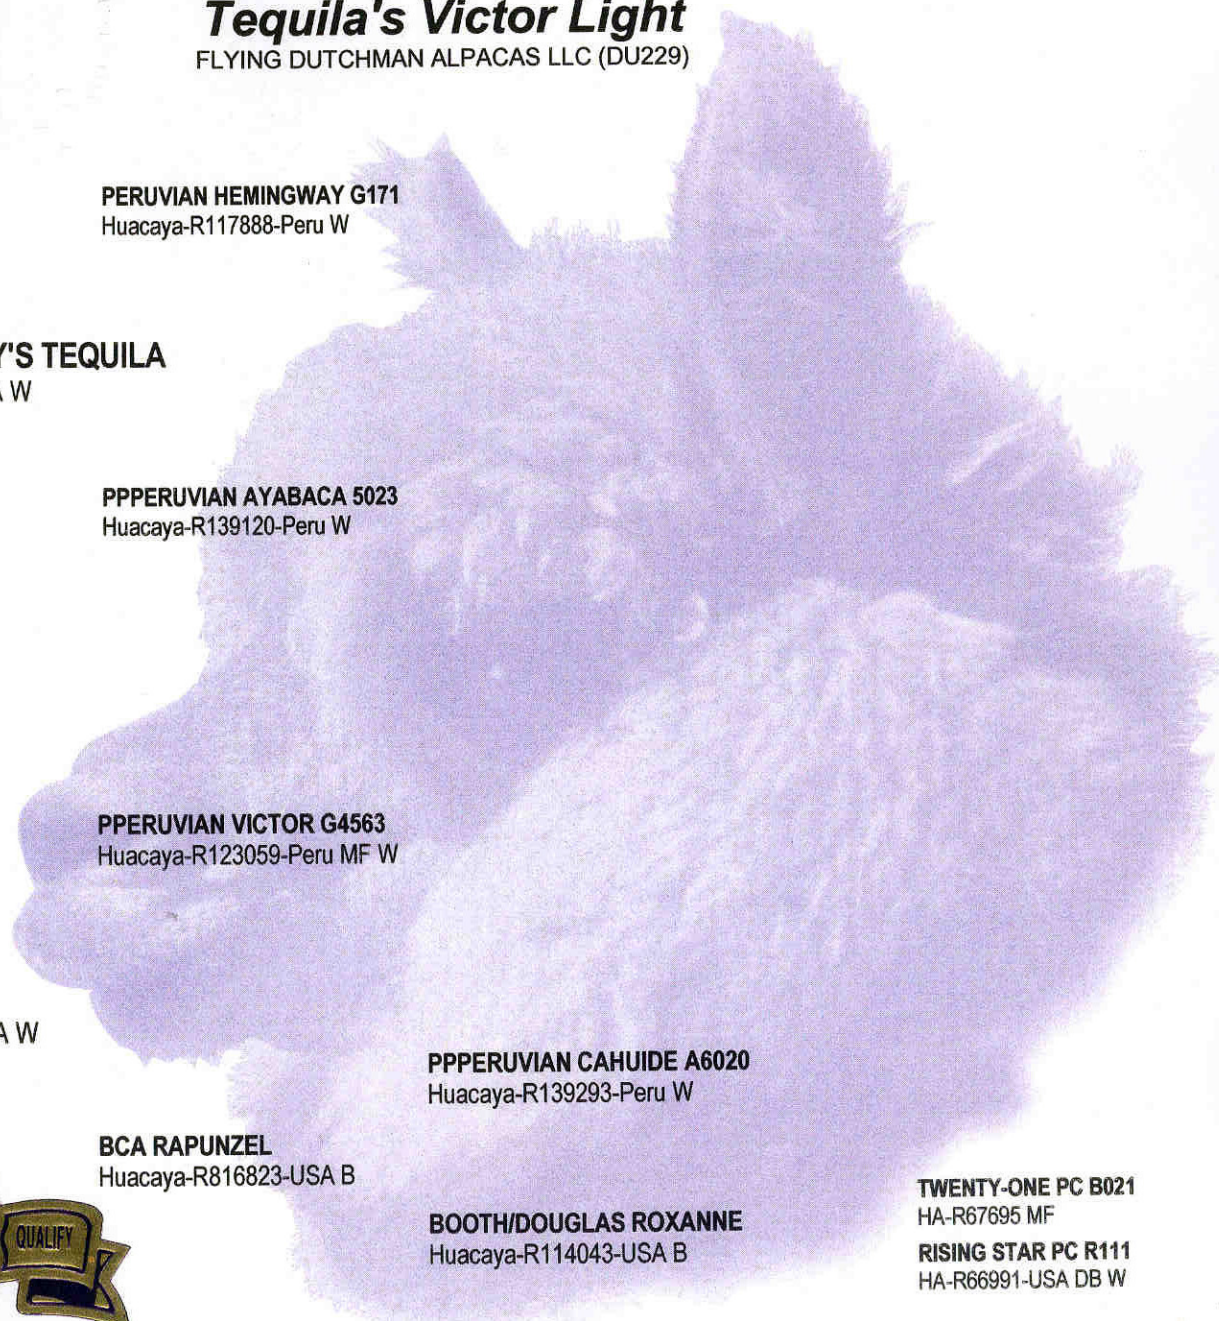 Tequila's Victor Light
FLYING DUTCHMAN ALPACAS LLC (DU229)
PERUVIAN HEMINGWAY G171
Huacaya-R117888-Peru W
Y'S TEQUILA
A W
PPPERUVIAN AYABACA 5023
Huacaya-R139120-Peru W
PPERUVIAN VICTOR G4563
Huacaya-R123059-Peru MF W
A W
PPPERUVIAN CAHUIDE A6020
Huacaya-R139293-Peru W
BCA RAPUNZEL
Huacaya-R816823-USA B
BOOTH/DOUGLAS ROXANNE
Huacaya-R114043-USA B
TWENTY-ONE PC B021
HA-R67695 MF
RISING STAR PC R111
HA-R66991-USA DB W
QUALIFY